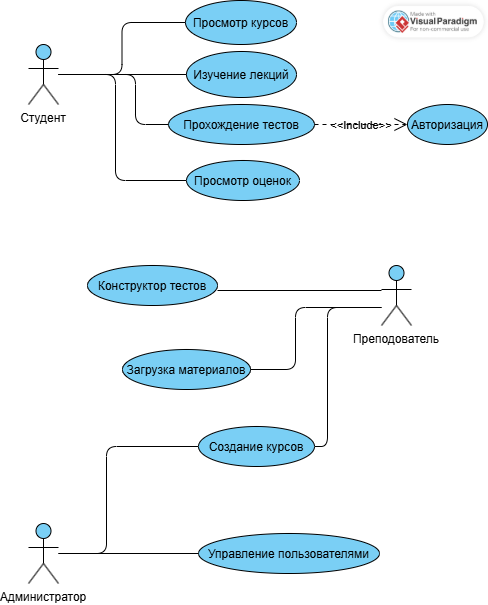 Просмотр курсов
Made with
Visual Paradigm
For non-commercial use
Изучение лекций
Студент
Прохождение тестов
<<Include>>
Авторизация
Просмотр оценок
Конструктор тестов
Преподователь
Загрузка материалов
Создание курсов
Управление пользователями
Администратор